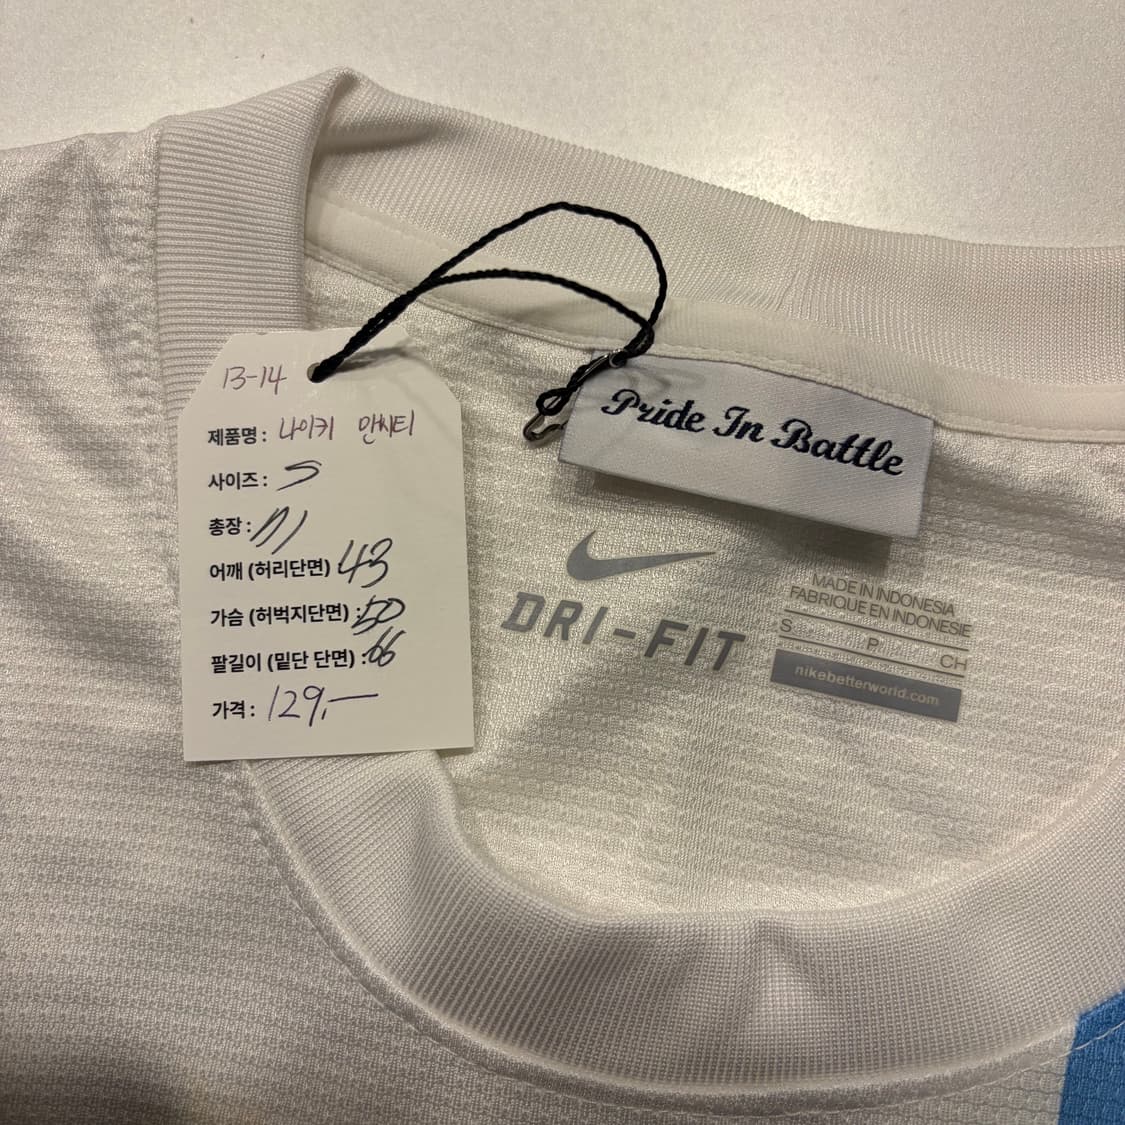 13-14
제품명: 나이키 맨씨티
사이즈: S
총장: 71
어깨 (허리단면) 43
가슴 (허벅지단면): 50
팔길이 (밑단 단면): 66
가격: 129,-
Pride In Battle
DRI-FIT
MADE IN INDONESIA
FABRIQUE EN INDONESIE
S P CH
nikebetterworld.com